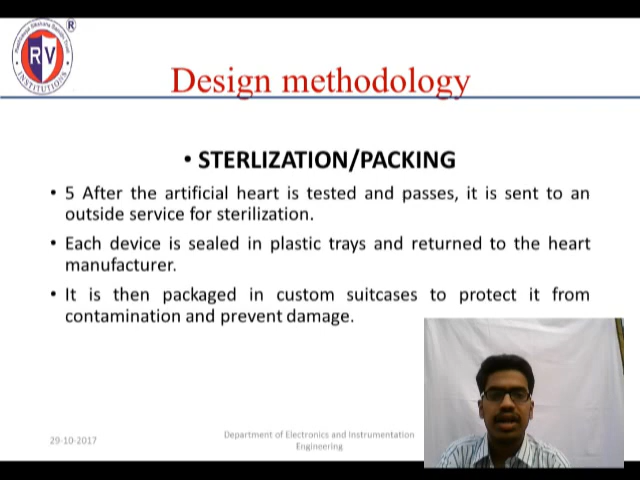 RV
INSTITUTIONS
®
Design methodology
• STERLIZATION/PACKING
• 5 After the artificial heart is tested and passes, it is sent to an
outside service for sterilization.
• Each device is sealed in plastic trays and returned to the heart
manufacturer.
• It is then packaged in custom suitcases to protect it from
contamination and prevent damage.
29-10-2017
Department of Electronics and Instrumentation
Engineering